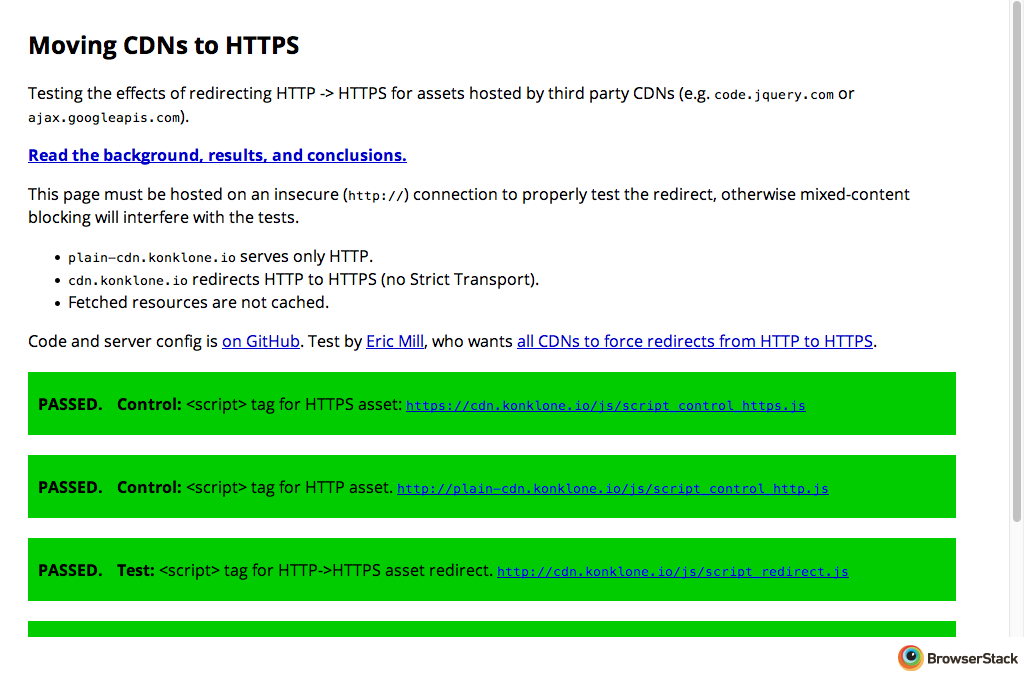 Moving CDNs to HTTPS
Testing the effects of redirecting HTTP -> HTTPS for assets hosted by third party CDNs (e.g. code.jquery.com or
ajax.googleapis.com).
Read the background, results, and conclusions.
This page must be hosted on an insecure (http://) connection to properly test the redirect, otherwise mixed-content
blocking will interfere with the tests.
• plain-cdn.konklone.io serves only HTTP.
• cdn.konklone.io redirects HTTP to HTTPS (no Strict Transport).
• Fetched resources are not cached.
Code and server config is on GitHub. Test by Eric Mill, who wants all CDNs to force redirects from HTTP to HTTPS.
PASSED. Control: <script> tag for HTTPS asset: https://cdn.konklone.io/js/script_control_https.js
PASSED. Control: <script> tag for HTTP asset. http://plain-cdn.konklone.io/js/script_control_http.js
PASSED. Test: <script> tag for HTTP->HTTPS asset redirect. http://cdn.konklone.io/js/script_redirect.js
BrowserStack